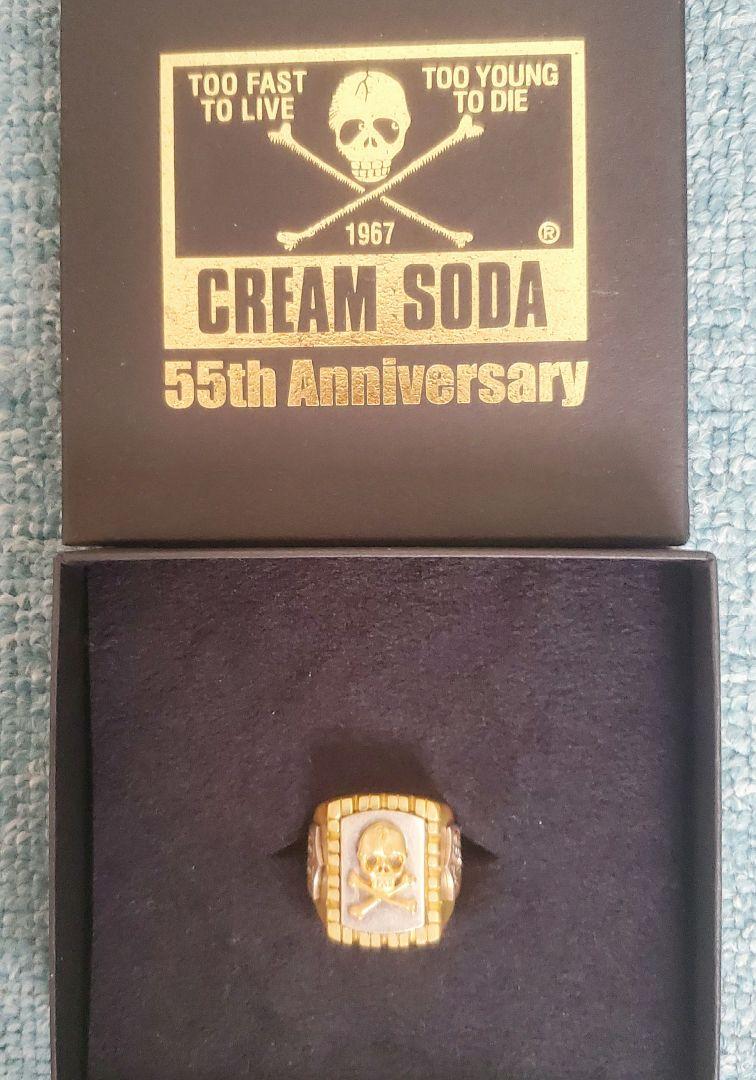 TOO FAST
TO LIVE
TOO YOUNG
TO DIE
1967
®
CREAM SODA
55th Anniversary